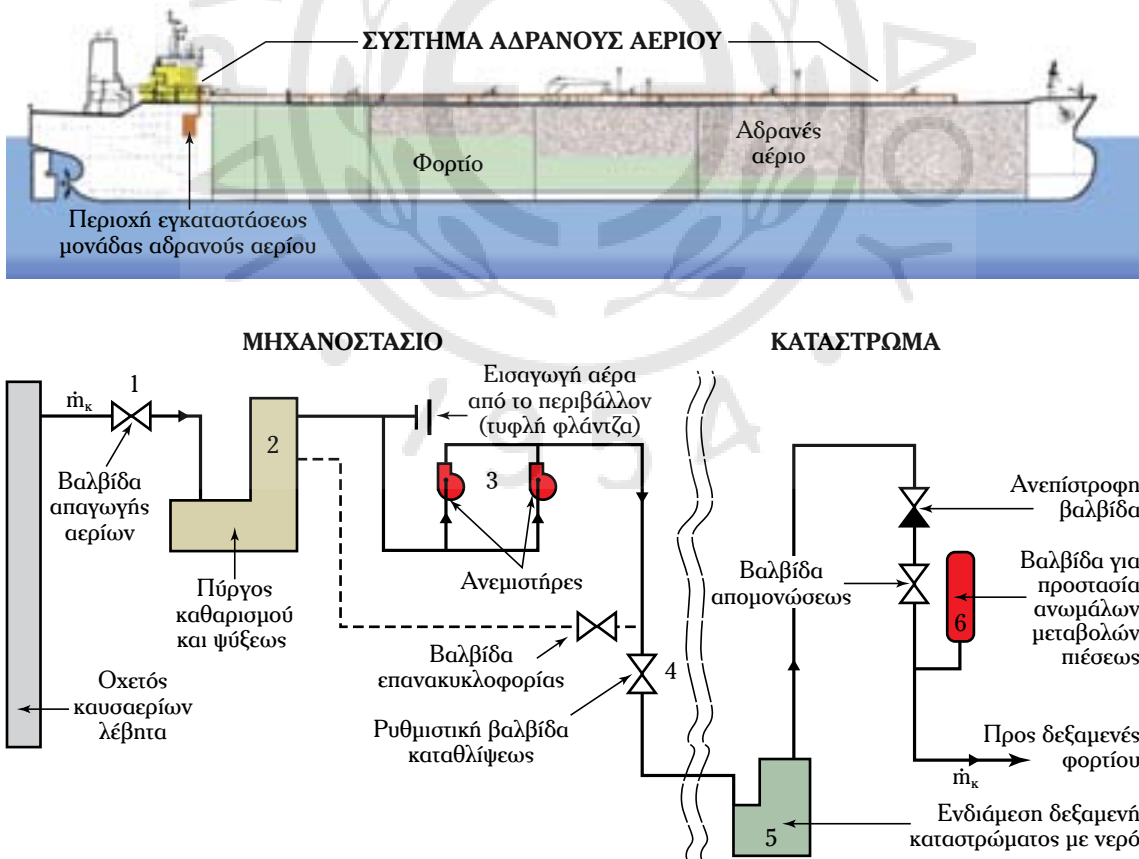 ΣΥΣΤΗΜΑ ΑΔΡΑΝΟΥΣ ΑΕΡΙΟΥ
Φορτίο
Αδρανές
αέριο
Περιοχή εγκαταστάσεως
μονάδας αδρανούς αερίου
ΜΗΧΑΝΟΣΤΑΣΙΟ
ΚΑΤΑΣΤΡΩΜΑ
ṁκ
1
Βαλβίδα
απαγωγής
αερίων
2
Πύργος
καθαρισμού
και ψύξεως
Οχετός
καυσαερίων
λέβητα
Εισαγωγή αέρα
από το περιβάλλον
(τυφλή φλάντζα)
3
Ανεμιστήρες
Βαλβίδα
επανακυκλοφορίας
4
Ρυθμιστική βαλβίδα
καταθλίψεως
Βαλβίδα
απομονώσεως
Ανεπίστροφη
βαλβίδα
Βαλβίδα για
προστασία
ανωμάλων
μεταβολών
πιέσεως
6
Προς δεξαμενές
φορτίου
ṁκ
5
Ενδιάμεση δεξαμενή
καταστρώματος με νερό
1954